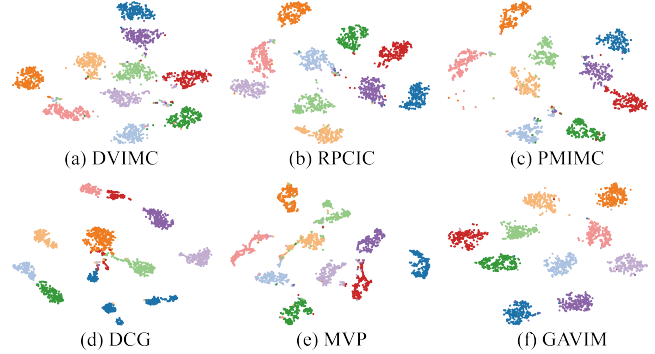 (a) DVIMC
(b) RPCIC
(c) PMIMC
(d) DCG
(e) MVP
(f) GAVIM